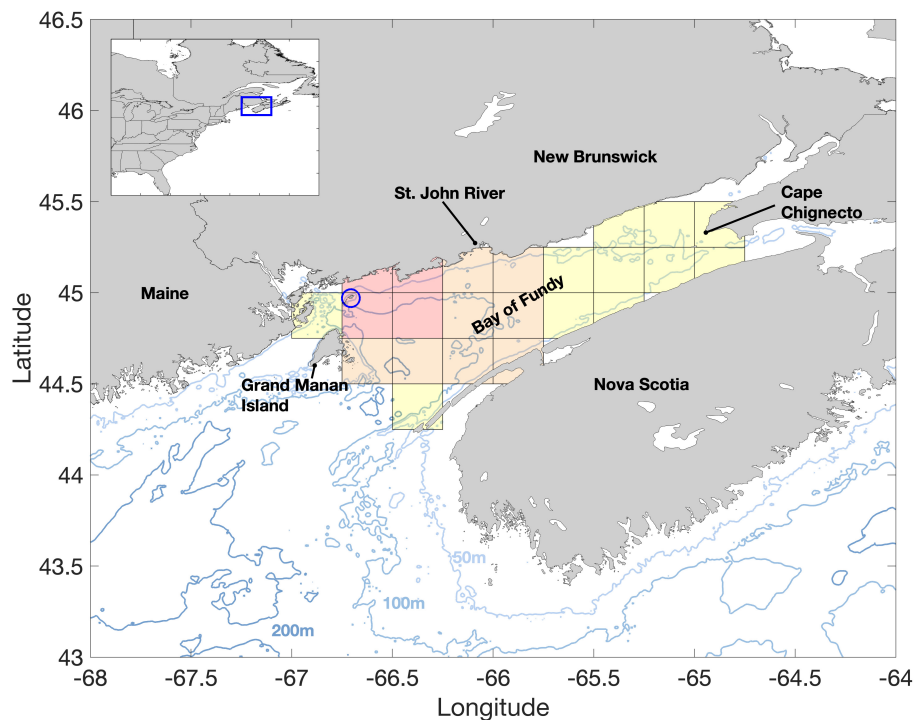 46.5
46
45.5
45
44.5
44
43.5
43
Latitude
New Brunswick
St. John River
Cape
Chignecto
Maine
Bay of Fundy
Grand Manan
Island
Nova Scotia
50m
100m
200m
-68
-67.5
-67
-66.5
-66
-65.5
-65
-64.5
-64
Longitude